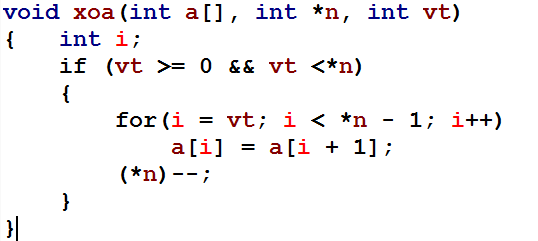 void xoa(int a[], int *n, int vt)
{    int i;
    if (vt >= 0 && vt <*n)
    {
        for(i = vt; i < *n - 1; i++)
            a[i] = a[i + 1];
        (*n)--;
    }
}